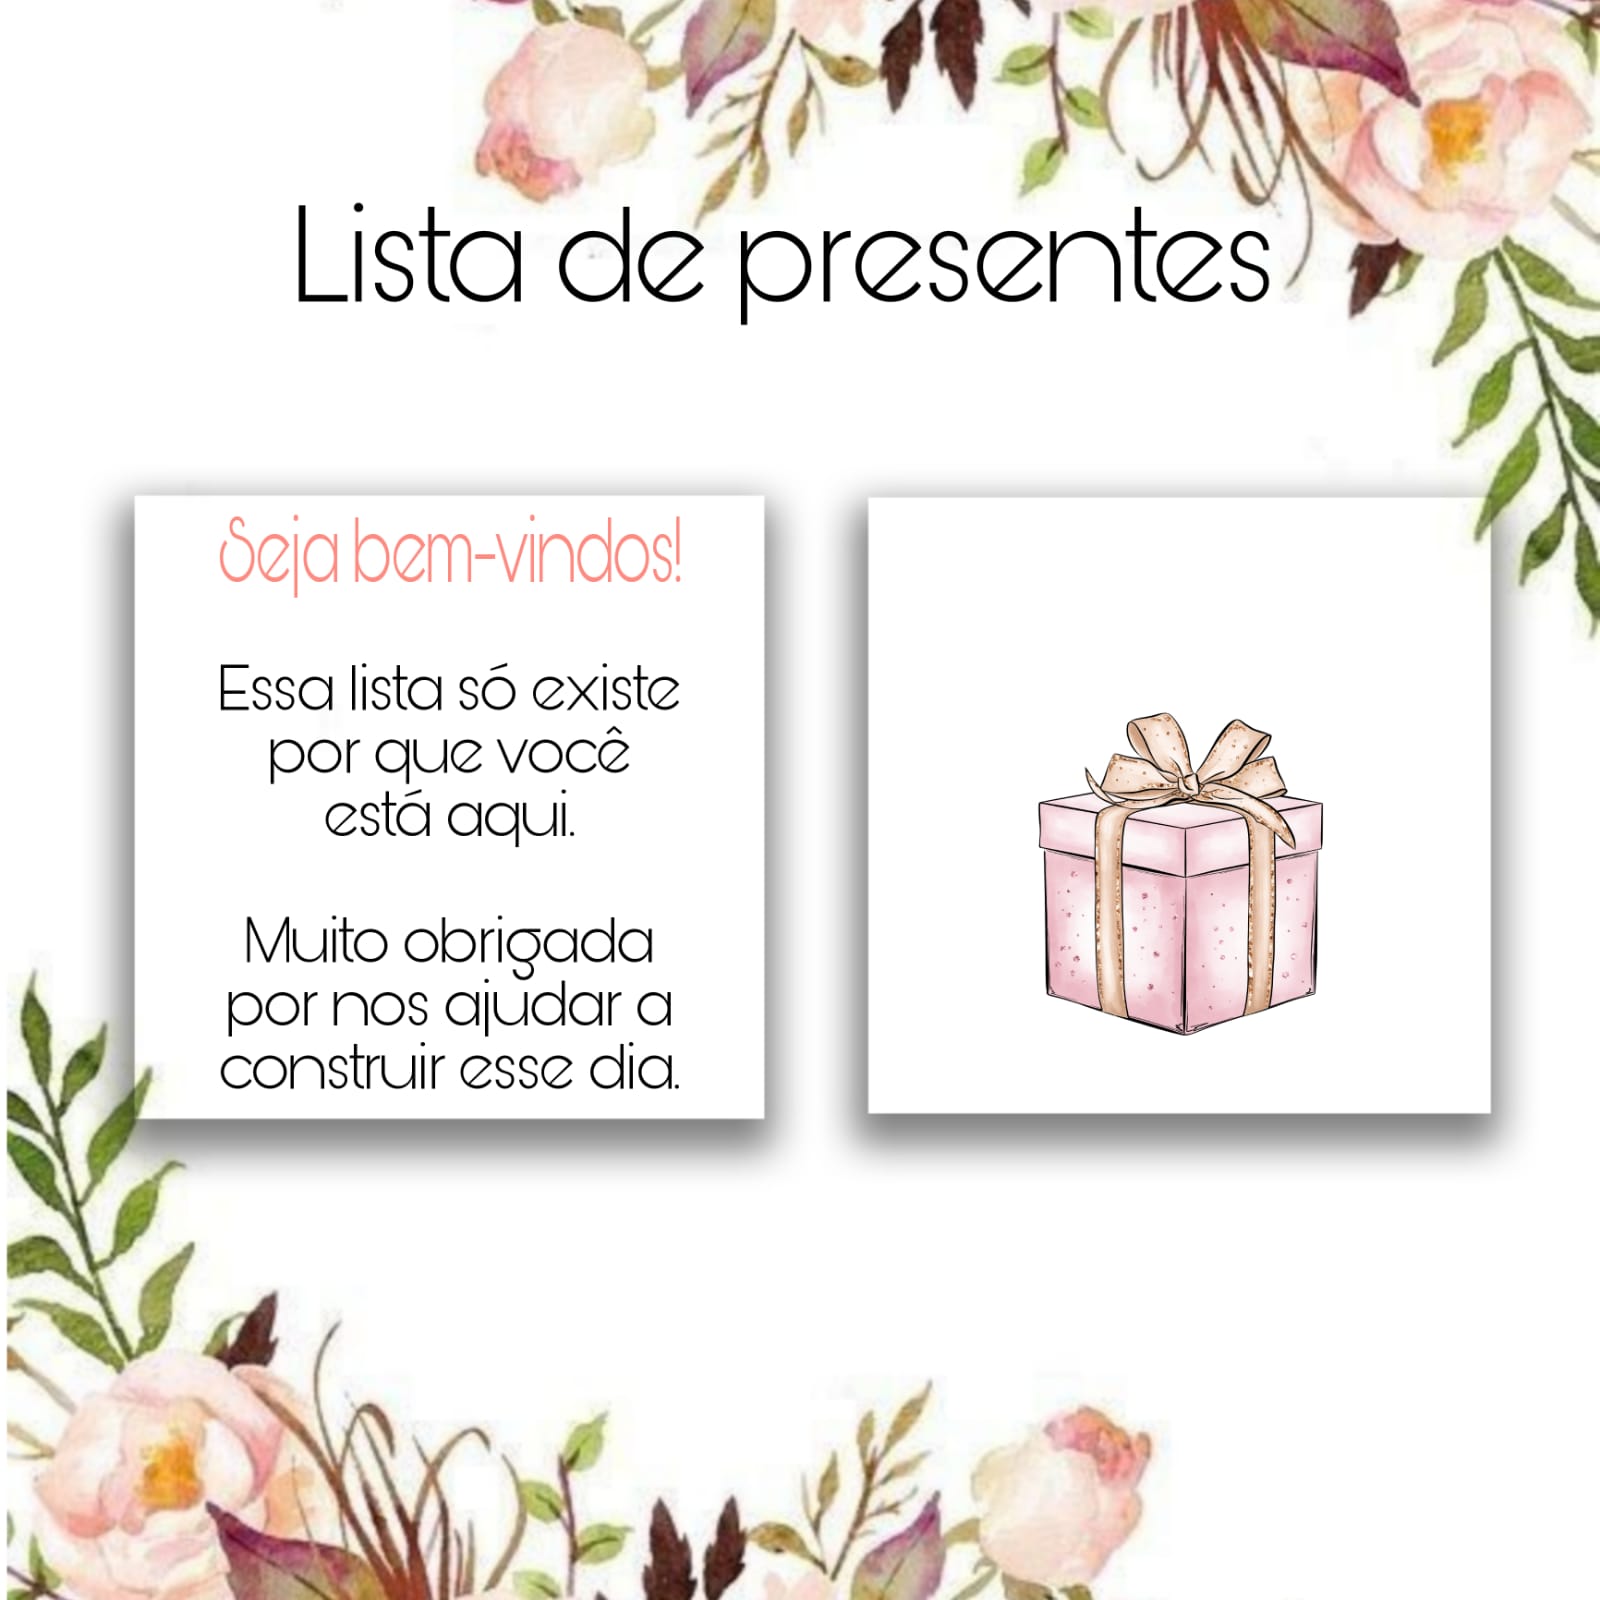 Lista de presentes
Seja bem-vindos!
Essa lista só existe
por que você
está aqui.
Muito obrigada
por nos ajudar a
construir esse dia.